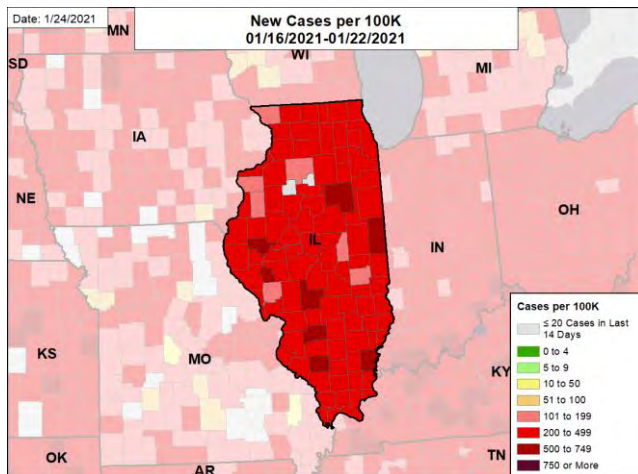 Date: 1/24/2021
New Cases per 100K
01/16/2021-01/22/2021
MN
WI
SD
MI
IA
NE
OH
IL
IN
KS
MO
KY
OK
AR
TN
Cases per 100K
≤ 20 Cases in Last
14 Days
0 to 4
5 to 9
10 to 50
51 to 100
101 to 199
200 to 499
500 to 749
750 or More